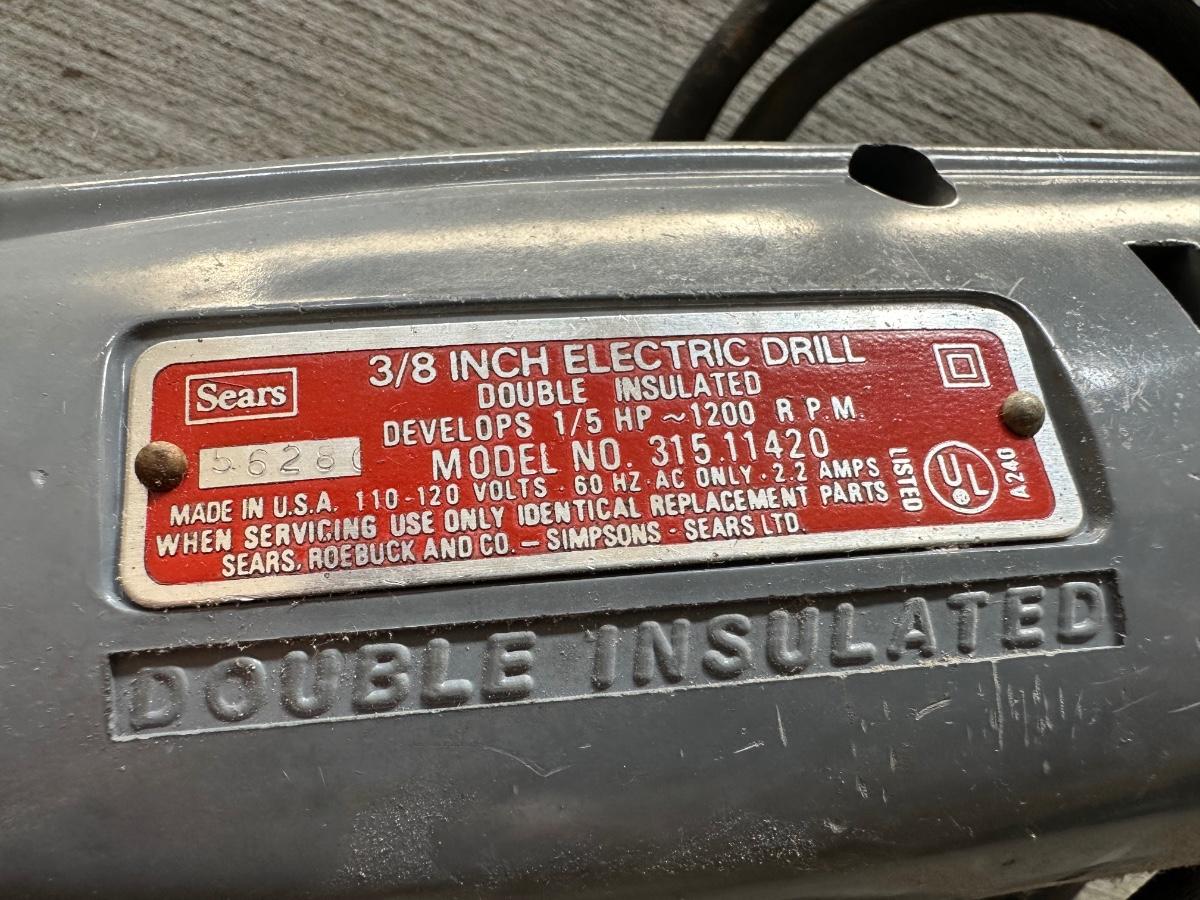 3/8 INCH ELECTRIC DRILL
Sears
DOUBLE INSULATED
DEVELOPS 1/5 HP ~ 1200 R P.M.
5628
MODEL NO. 315.11420
MADE IN U.S.A. 110-120 VOLTS · 60 HZ · AC ONLY · 2.2 AMPS
WHEN SERVICING USE ONLY IDENTICAL REPLACEMENT PARTS
SEARS, ROEBUCK AND CO. — SIMPSONS - SEARS LTD.
LISTED
UL
®
A240
DOUBLE INSULATED